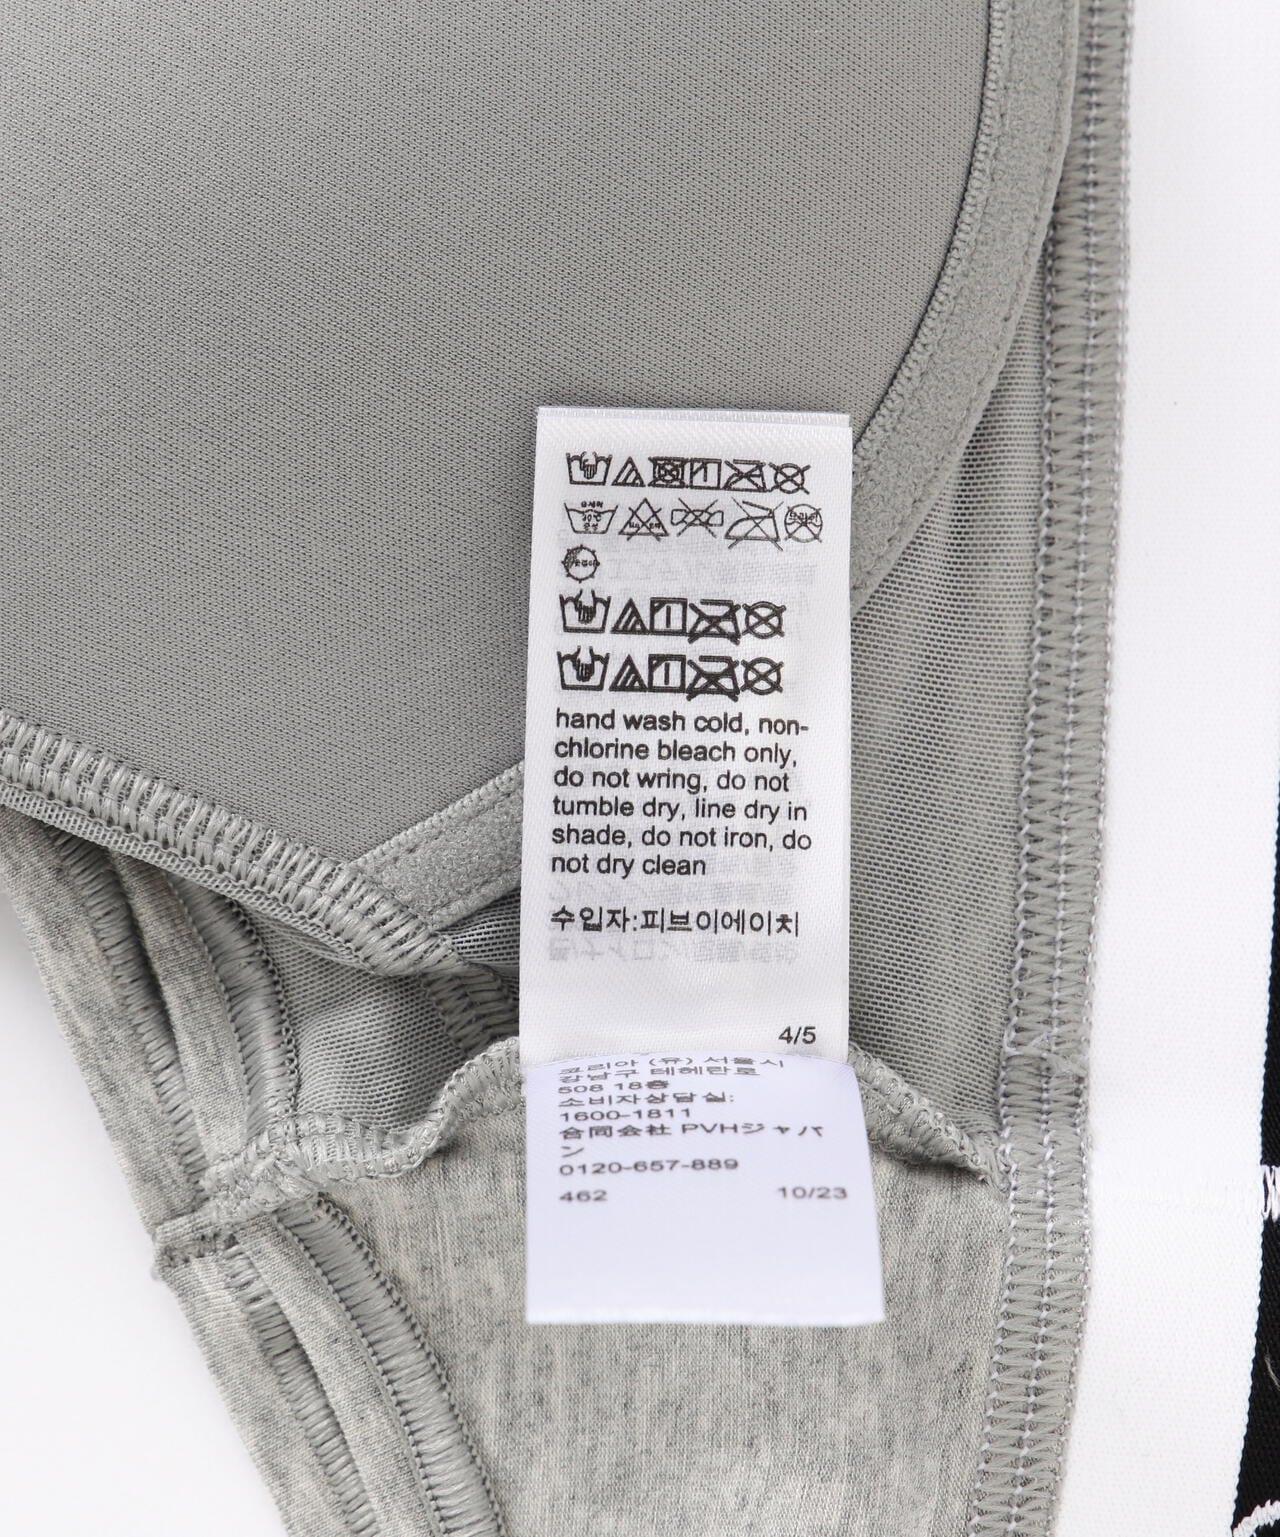 hand wash cold, non-
chlorine bleach only,
do not wring, do not
tumble dry, line dry in
shade, do not iron, do
not dry clean
수입자:피브이에이치
4/5
코리아 (유) 서울시
강남구 테헤란로
508 18층
소비자상담실:
1600-1811
合同会社 PVHジャパ
ン
0120-657-889
462 10/23